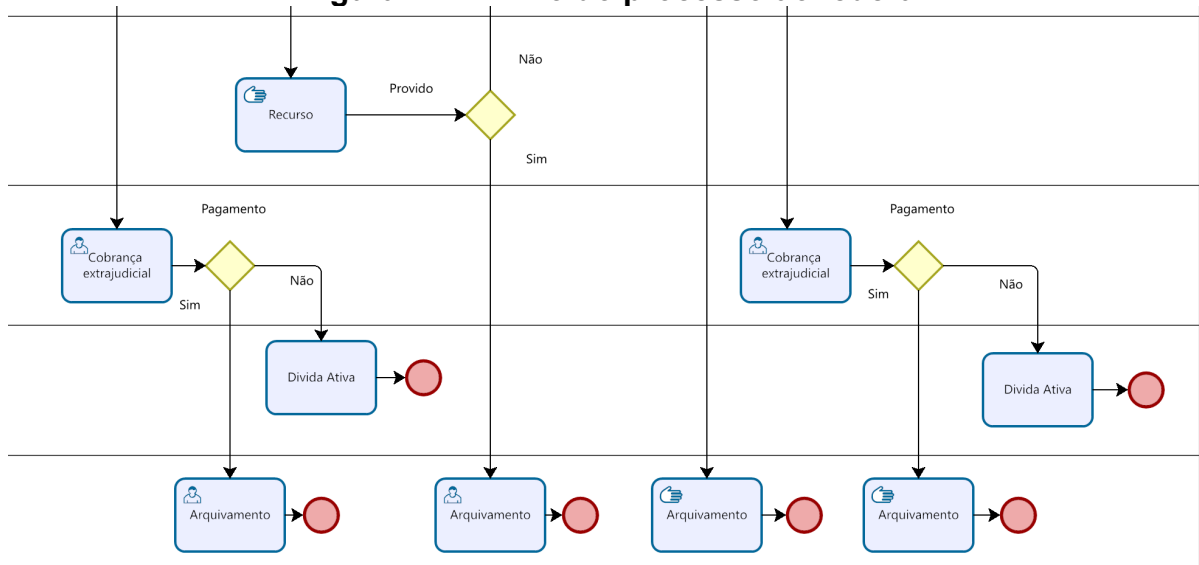 Não
Provido
Recurso
Sim
Pagamento
Pagamento
Cobrança
extrajudicial
Cobrança
extrajudicial
Não
Não
Sim
Sim
Divida Ativa
Divida Ativa
Arquivamento
Arquivamento
Arquivamento
Arquivamento